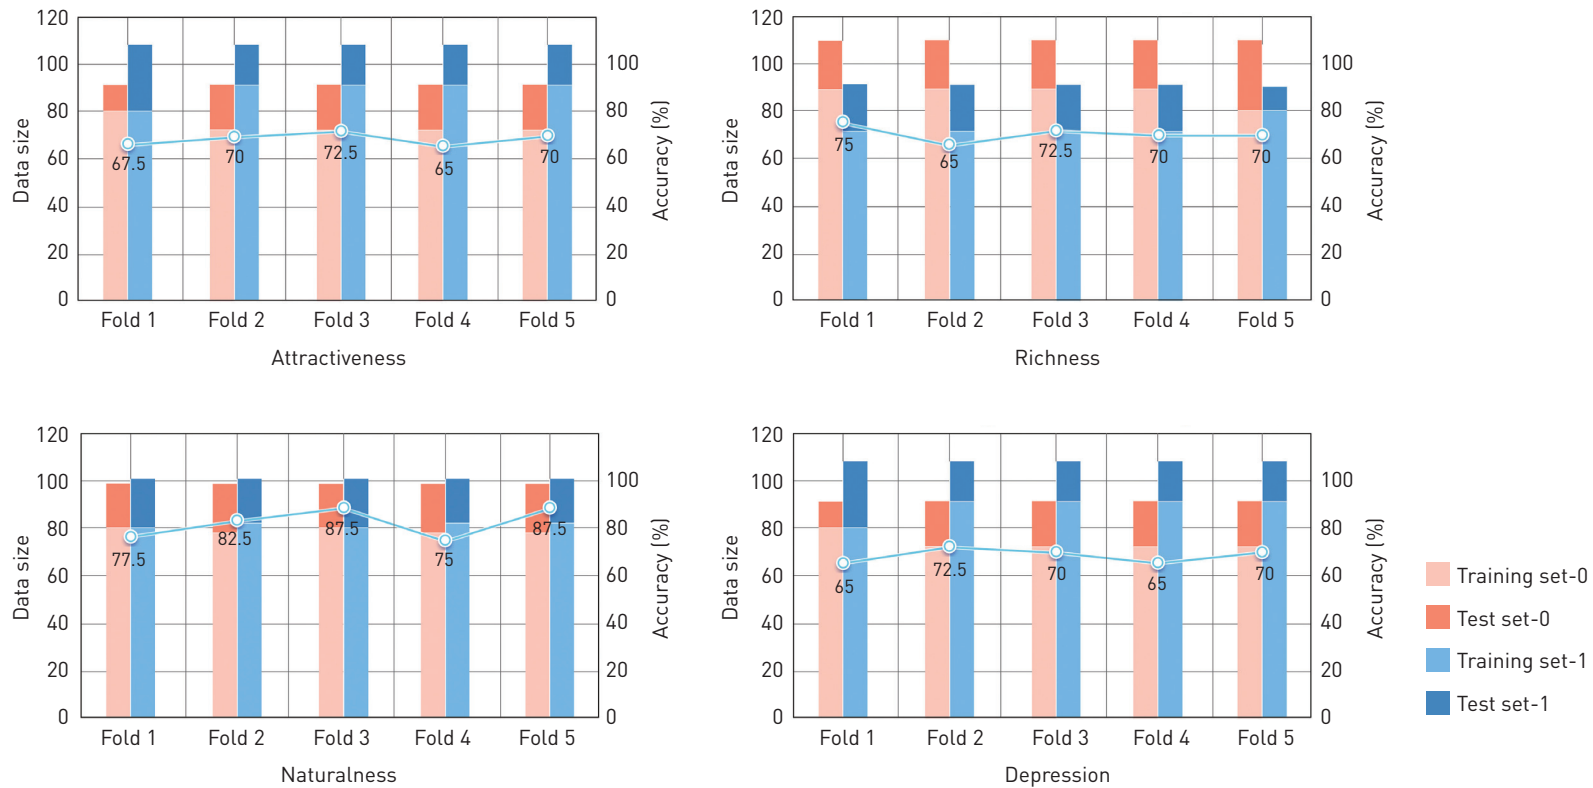 120
100
80
60
40
20
0
Data size
67.5
70
72.5
65
70
100
80
60
40
20
0
Accuracy (%)
Fold 1
Fold 2
Fold 3
Fold 4
Fold 5
Attractiveness
120
100
80
60
40
20
0
Data size
75
65
72.5
70
70
100
80
60
40
20
0
Accuracy (%)
Fold 1
Fold 2
Fold 3
Fold 4
Fold 5
Richness
120
100
80
60
40
20
0
Data size
77.5
82.5
87.5
75
87.5
100
80
60
40
20
0
Accuracy (%)
Fold 1
Fold 2
Fold 3
Fold 4
Fold 5
Naturalness
120
100
80
60
40
20
0
Data size
65
72.5
70
65
70
100
80
60
40
20
0
Accuracy (%)
Fold 1
Fold 2
Fold 3
Fold 4
Fold 5
Depression
Training set-0
Test set-0
Training set-1
Test set-1